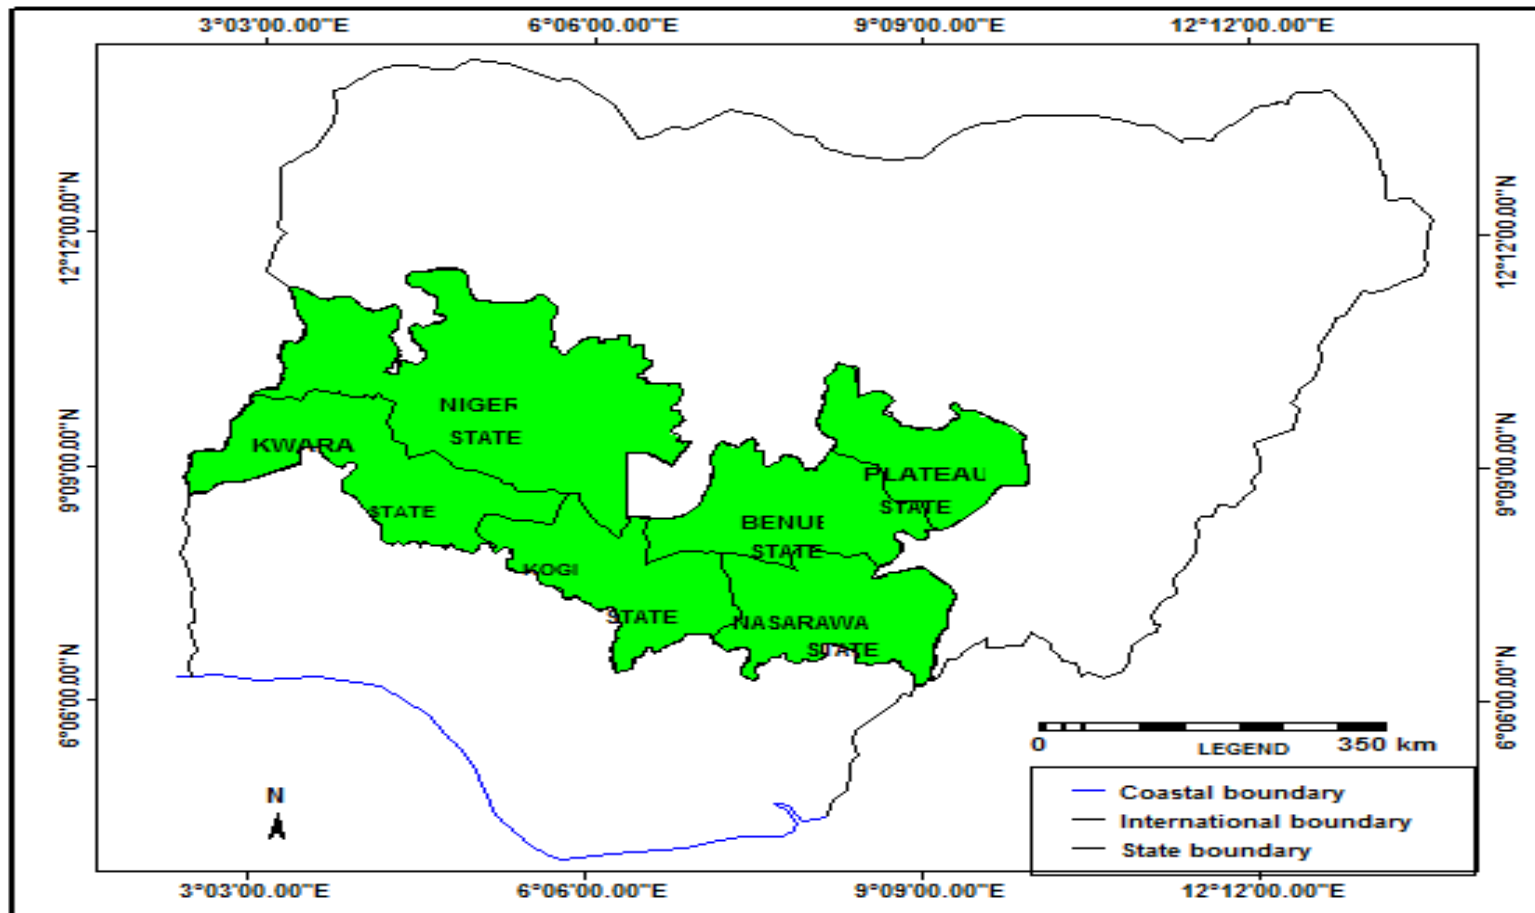 3°03'00.00"E 6°06'00.00"E 9°09'00.00"E 12°12'00.00"E
12°12'00.00"N
12°12'00.00"N
NIGER
STATE
KWARA
9°09'00.00"N
9°09'00.00"N
PLATEAU
STATE
STATE
BENUE
STATE
KOGI
STATE
NASARAWA
STATE
6°06'00.00"N
6°06'00.00"N
0 350 km
LEGEND
N
Coastal boundary
International boundary
State boundary
3°03'00.00"E 6°06'00.00"E 9°09'00.00"E 12°12'00.00"E